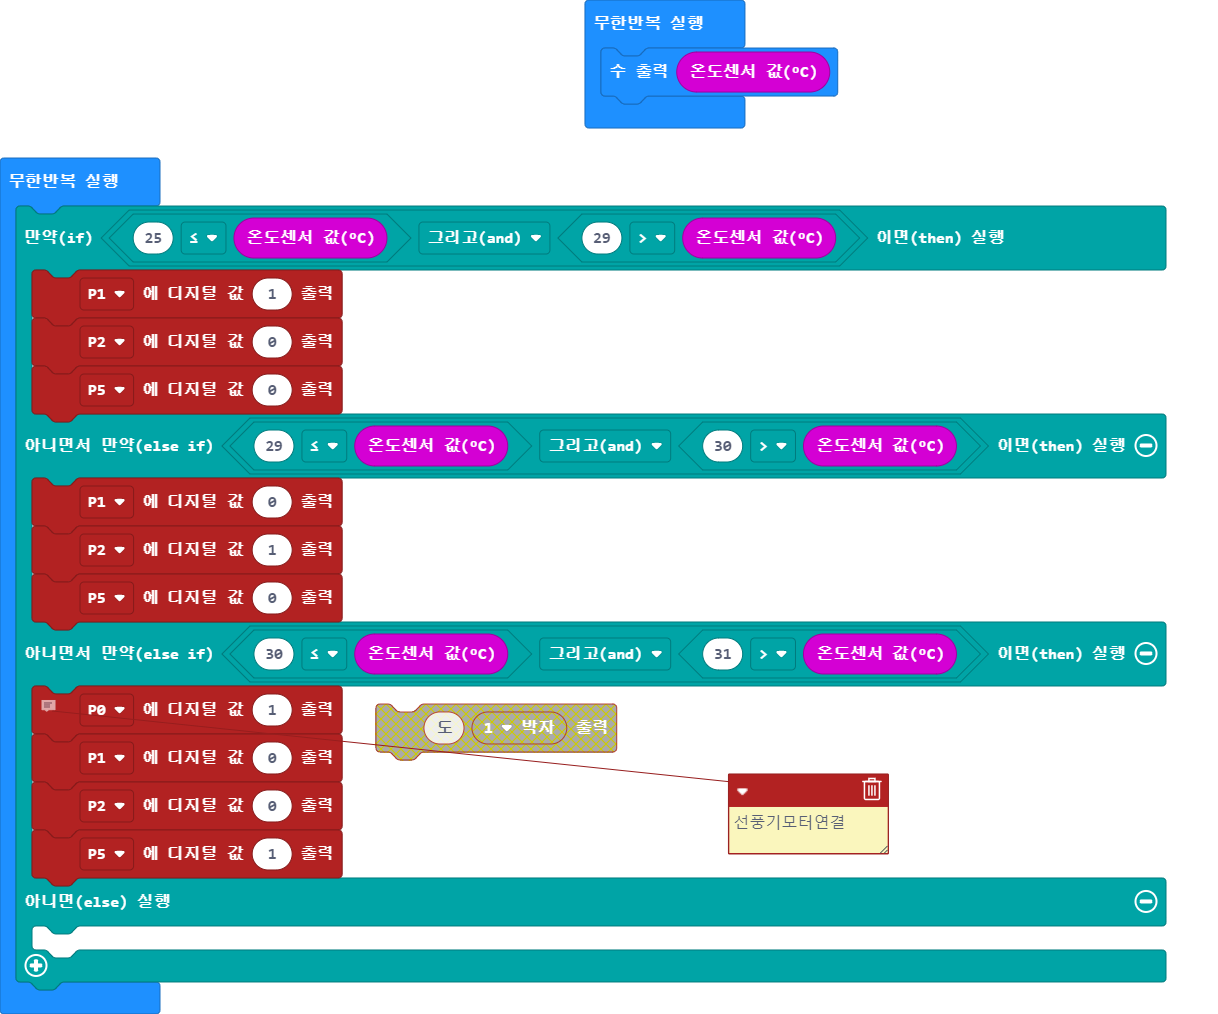 무한반복 실행
수 출력 온도센서 값(ºC)
무한반복 실행
만약(if) 25 ≤ 온도센서 값(ºC) 그리고(and) 29 > 온도센서 값(ºC) 이면(then) 실행
P1 에 디지털 값 1 출력
P2 에 디지털 값 0 출력
P5 에 디지털 값 0 출력
아니면서 만약(else if) 29 ≤ 온도센서 값(ºC) 그리고(and) 30 > 온도센서 값(ºC) 이면(then) 실행
P1 에 디지털 값 0 출력
P2 에 디지털 값 1 출력
P5 에 디지털 값 0 출력
아니면서 만약(else if) 30 ≤ 온도센서 값(ºC) 그리고(and) 31 > 온도센서 값(ºC) 이면(then) 실행
P0 에 디지털 값 1 출력
도 1 박자 출력
P1 에 디지털 값 0 출력
P2 에 디지털 값 0 출력
선풍기모터연결
P5 에 디지털 값 1 출력
아니면(else) 실행